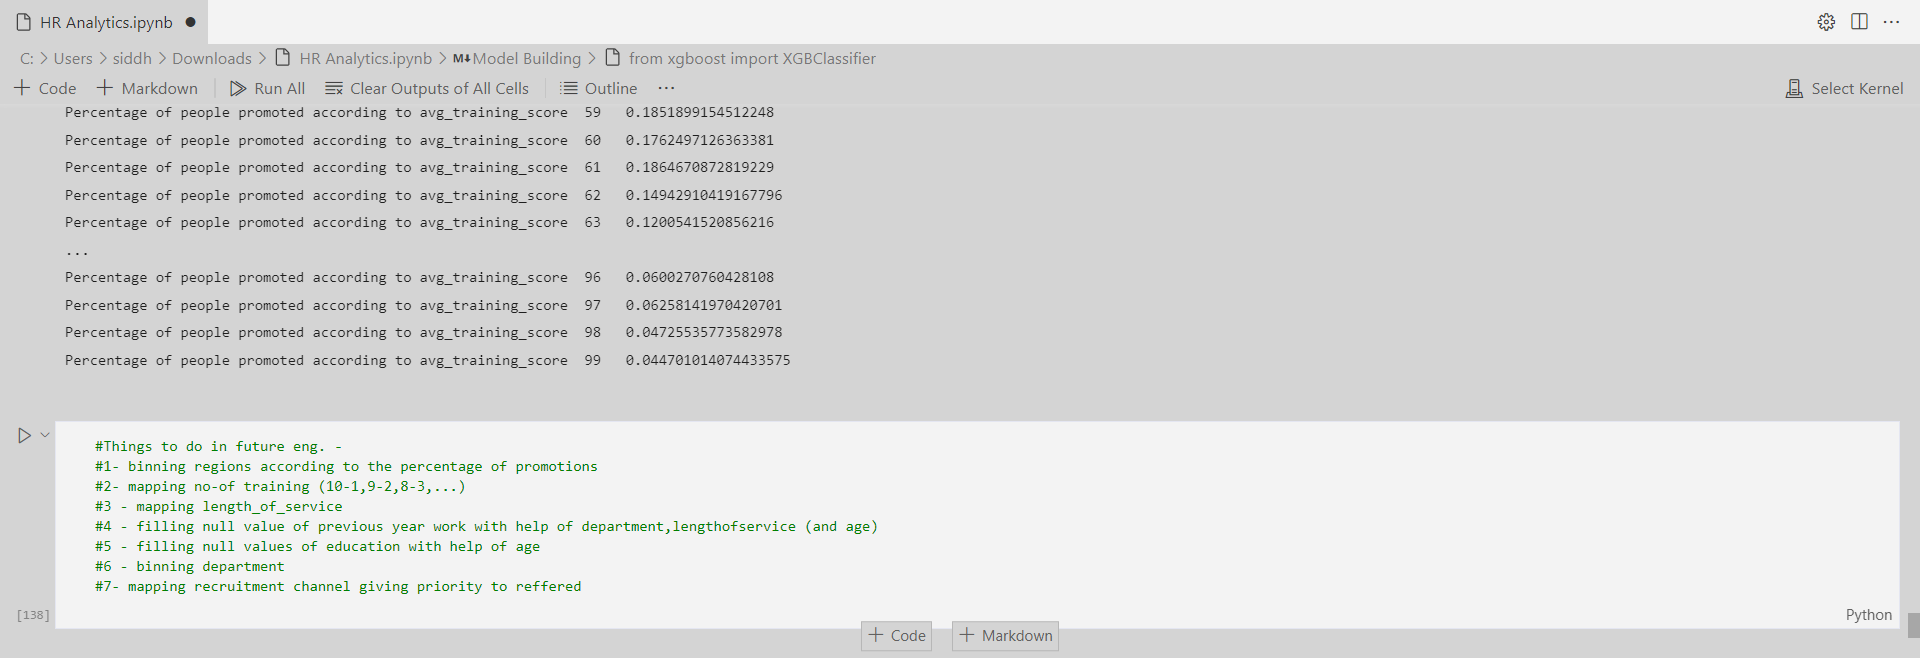 HR Analytics.ipynb
C: > Users > siddh > Downloads > HR Analytics.ipynb > M↓Model Building > from xgboost import XGBClassifier
+ Code + Markdown Run All Clear Outputs of All Cells Outline ... Select Kernel
Percentage of people promoted according to avg_training_score 59 0.1851899154512248
Percentage of people promoted according to avg_training_score 60 0.1762497126363381
Percentage of people promoted according to avg_training_score 61 0.1864670872819229
Percentage of people promoted according to avg_training_score 62 0.14942910419167796
Percentage of people promoted according to avg_training_score 63 0.1200541520856216
...
Percentage of people promoted according to avg_training_score 96 0.0600270760428108
Percentage of people promoted according to avg_training_score 97 0.06258141970420701
Percentage of people promoted according to avg_training_score 98 0.04725535773582978
Percentage of people promoted according to avg_training_score 99 0.044701014074433575
#Things to do in future eng. -
#1- binning regions according to the percentage of promotions
#2- mapping no-of training (10-1,9-2,8-3,...)
#3 - mapping length_of_service
#4 - filling null value of previous year work with help of department,lengthofservice (and age)
#5 - filling null values of education with help of age
#6 - binning department
#7- mapping recruitment channel giving priority to reffered
[138] Python
+ Code + Markdown